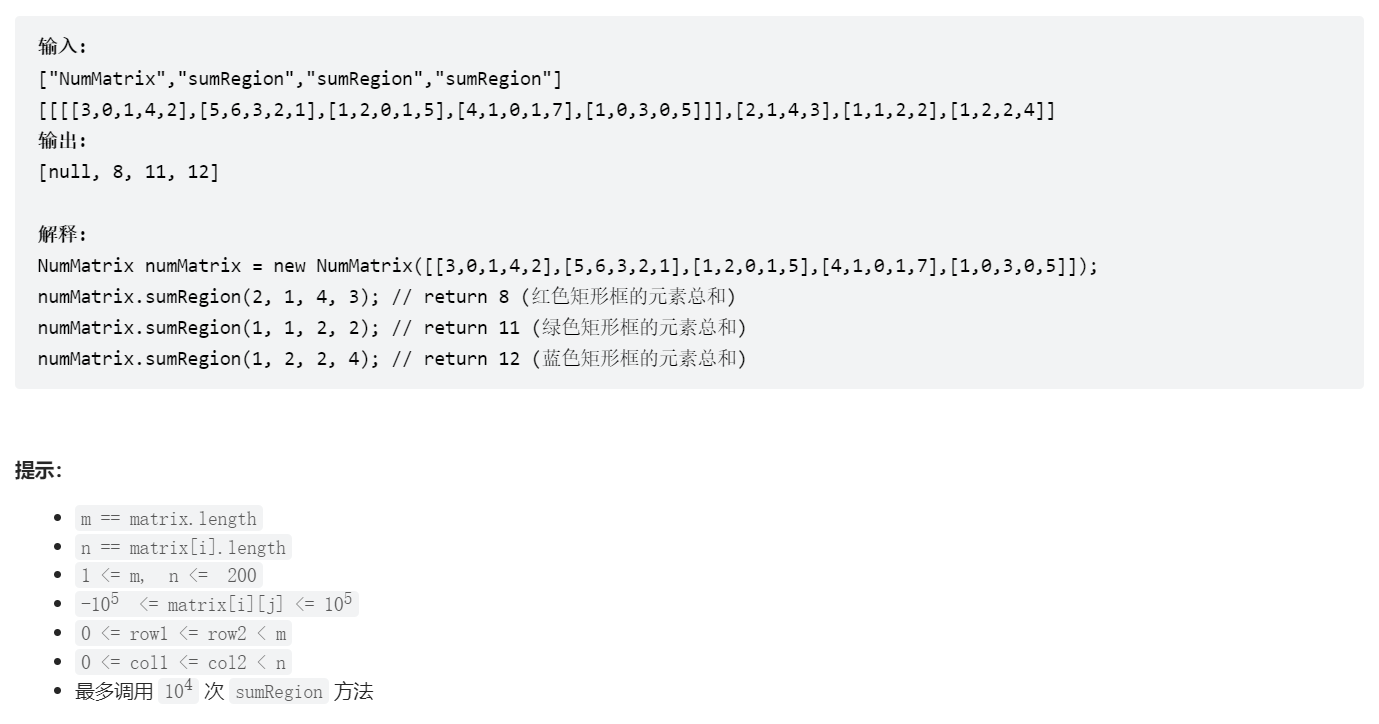 输入:
["NumMatrix","sumRegion","sumRegion","sumRegion"]
[[[[3,0,1,4,2],[5,6,3,2,1],[1,2,0,1,5],[4,1,0,1,7],[1,0,3,0,5]]],[2,1,4,3],[1,1,2,2],[1,2,2,4]]
输出:
[null, 8, 11, 12]
解释:
NumMatrix numMatrix = new NumMatrix([[3,0,1,4,2],[5,6,3,2,1],[1,2,0,1,5],[4,1,0,1,7],[1,0,3,0,5]]);
numMatrix.sumRegion(2, 1, 4, 3); // return 8 (红色矩形框的元素总和)
numMatrix.sumRegion(1, 1, 2, 2); // return 11 (绿色矩形框的元素总和)
numMatrix.sumRegion(1, 2, 2, 4); // return 12 (蓝色矩形框的元素总和)
提示：
• m == matrix.length
• n == matrix[i].length
• 1 <= m, n <= 200
• -10⁵ <= matrix[i][j] <= 10⁵
• 0 <= row1 <= row2 < m
• 0 <= col1 <= col2 < n
• 最多调用 10⁴ 次 sumRegion 方法